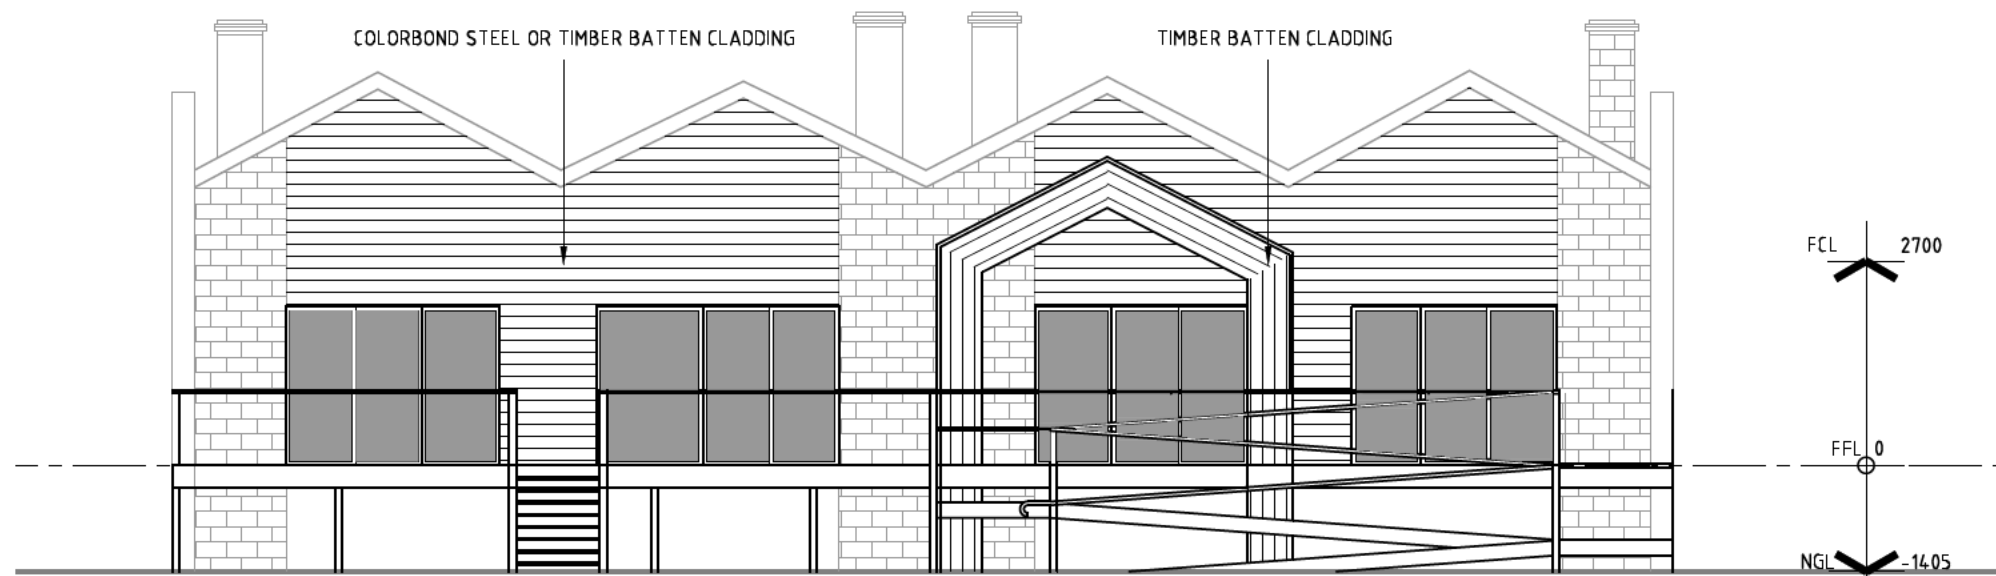 COLORBOND STEEL OR TIMBER BATTEN CLADDING
TIMBER BATTEN CLADDING
FCL 2700
FFL 0
NGL -1405